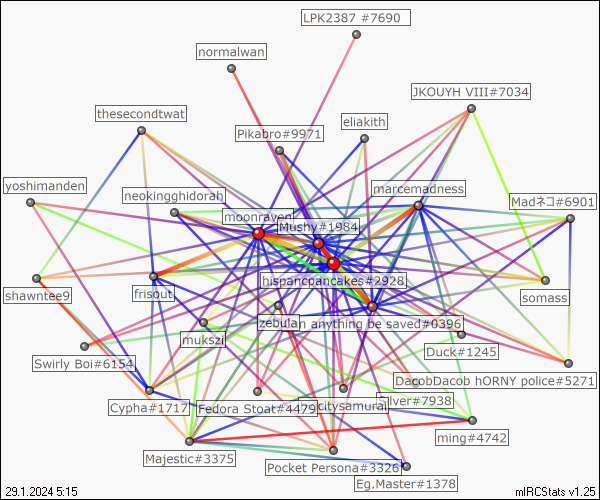 LPK2387 #7690
normalwan
JKOUYH VIII#7034
thesecondtwat
eliakith
Pikabro#9971
yoshimanden
marcemadness
neokingghidorah
Madネコ#6901
moonraven
Mushy#1984
hispancpancakes#2928
shawntee9
frisqut
somass
zebula
an anything be saved#0396
mukszi
Duck#1245
Swirly Boi#6154
DacobDacob hORNY police#5271
Silver#7938
Cypha#1717
Fedora Stoat#4479
citysamurai
ming#4742
Majestic#3375
Pocket Persona#3326
Eg.Master#1378
29.1.2024 5:15
mIRCStats v1.25